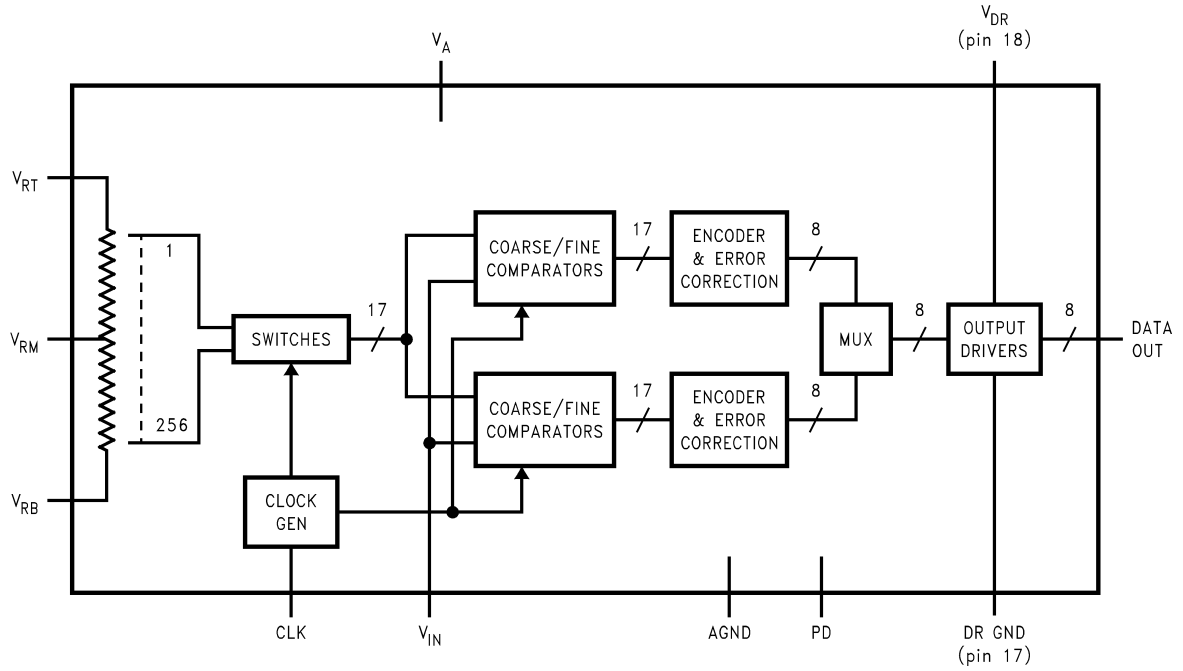 V_DR
(pin 18)
V_A
V_RT
1
17
8
COARSE/FINE
COMPARATORS
ENCODER
& ERROR
CORRECTION
V_RM
SWITCHES
17
MUX
8
OUTPUT
DRIVERS
8
DATA
OUT
256
COARSE/FINE
COMPARATORS
17
ENCODER
& ERROR
CORRECTION
8
V_RB
CLOCK
GEN
CLK
V_IN
AGND
PD
DR GND
(pin 17)